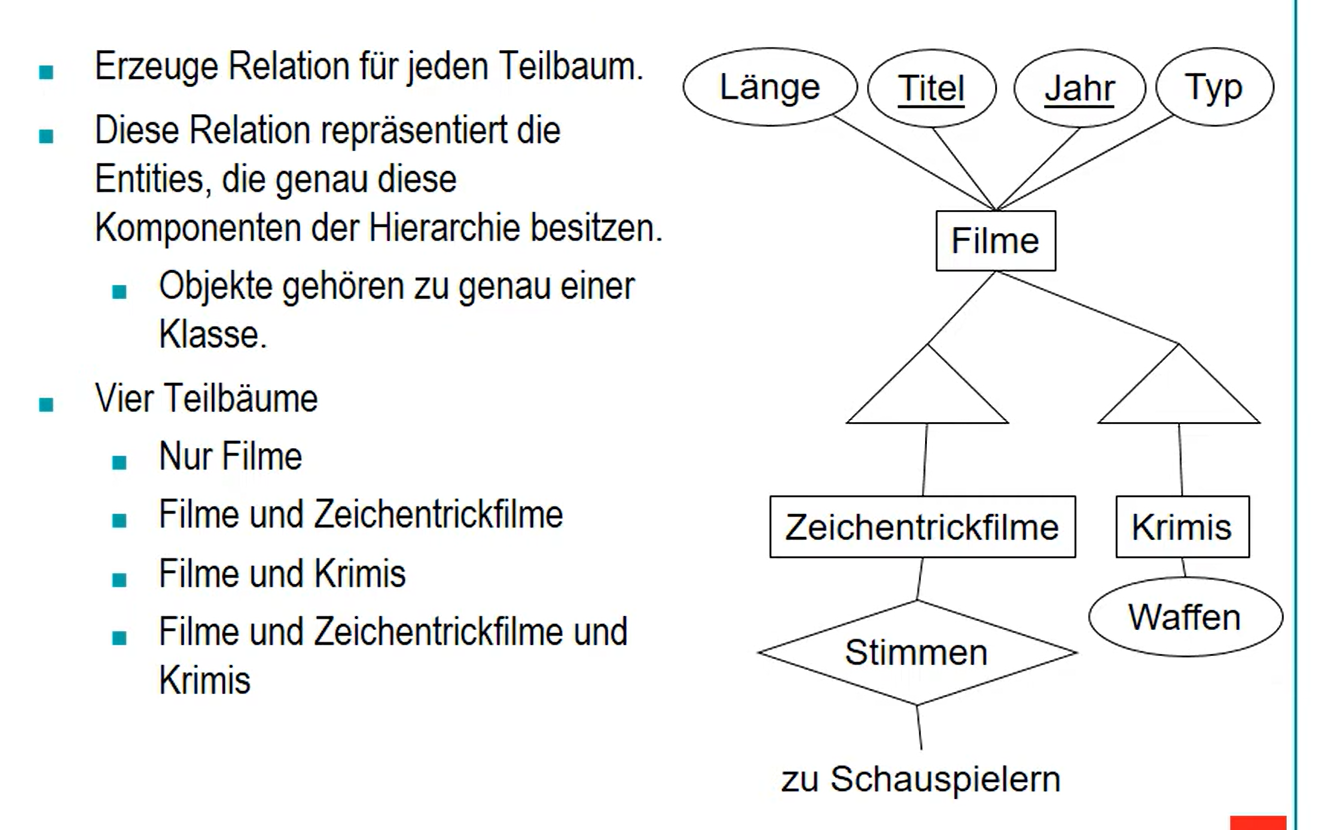 Erzeuge Relation für jeden Teilbaum.
Diese Relation repräsentiert die
Entities, die genau diese
Komponenten der Hierarchie besitzen.
Objekte gehören zu genau einer
Klasse.
Vier Teilbäume
Nur Filme
Filme und Zeichentrickfilme
Filme und Krimis
Filme und Zeichentrickfilme und
Krimis
Länge
Titel
Jahr
Typ
Filme
Zeichentrickfilme
Krimis
Waffen
Stimmen
zu Schauspielern